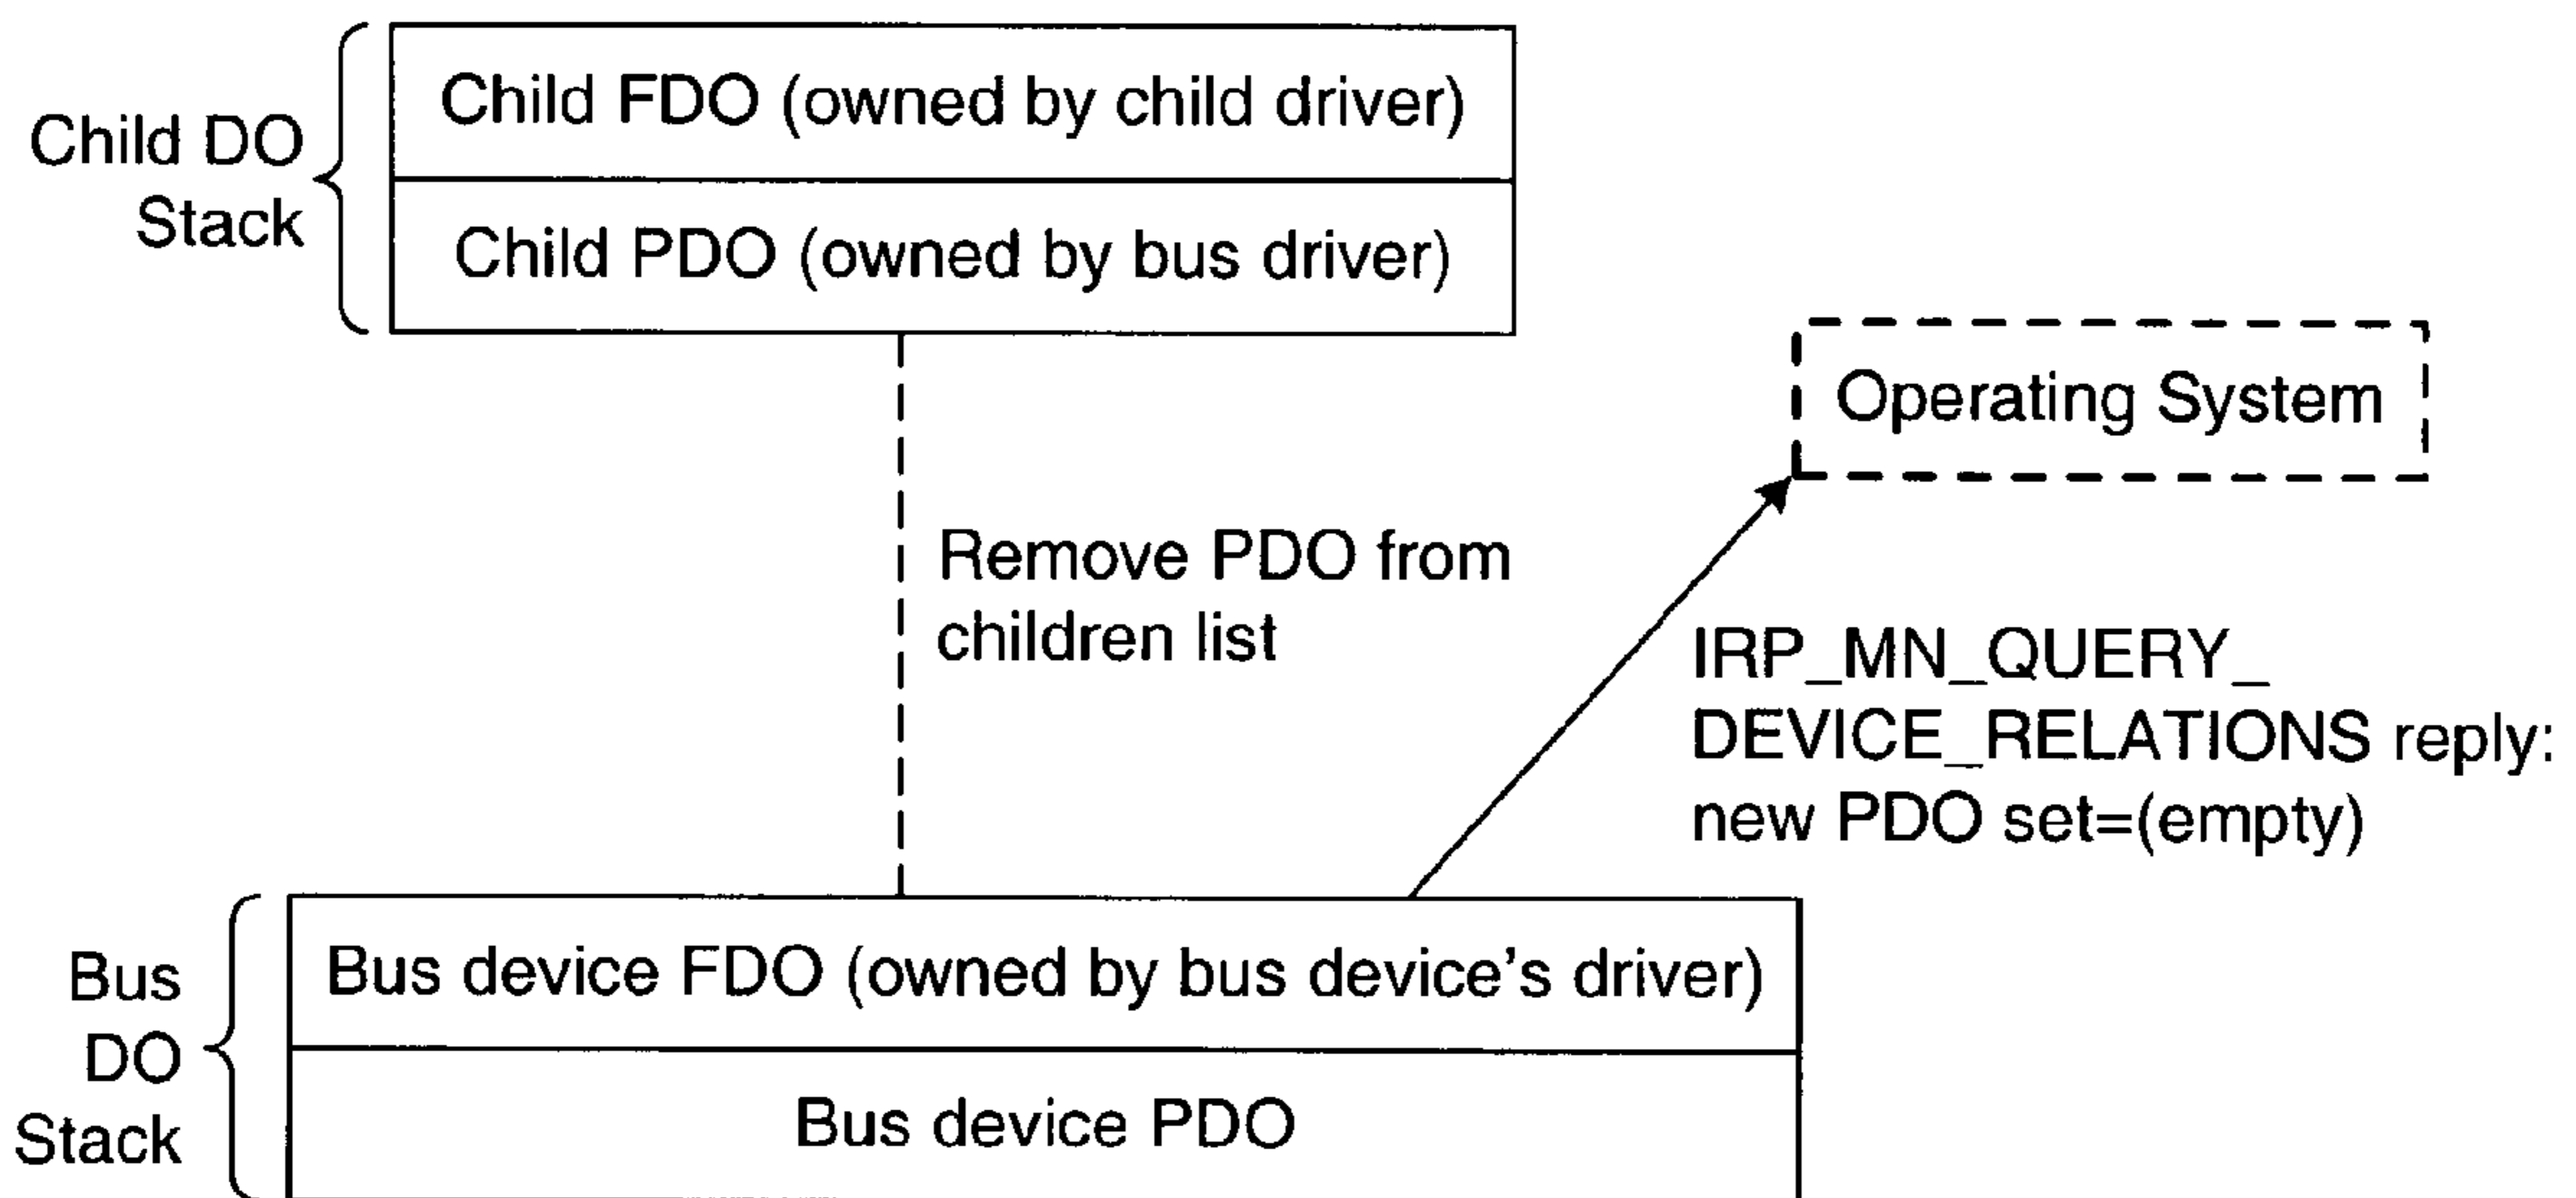 Child DO
Stack
Child FDO (owned by child driver)
Child PDO (owned by bus driver)
Operating System
Remove PDO from
children list
IRP_MN_QUERY_
DEVICE_RELATIONS reply:
new PDO set=(empty)
Bus
DO
Stack
Bus device FDO (owned by bus device's driver)
Bus device PDO